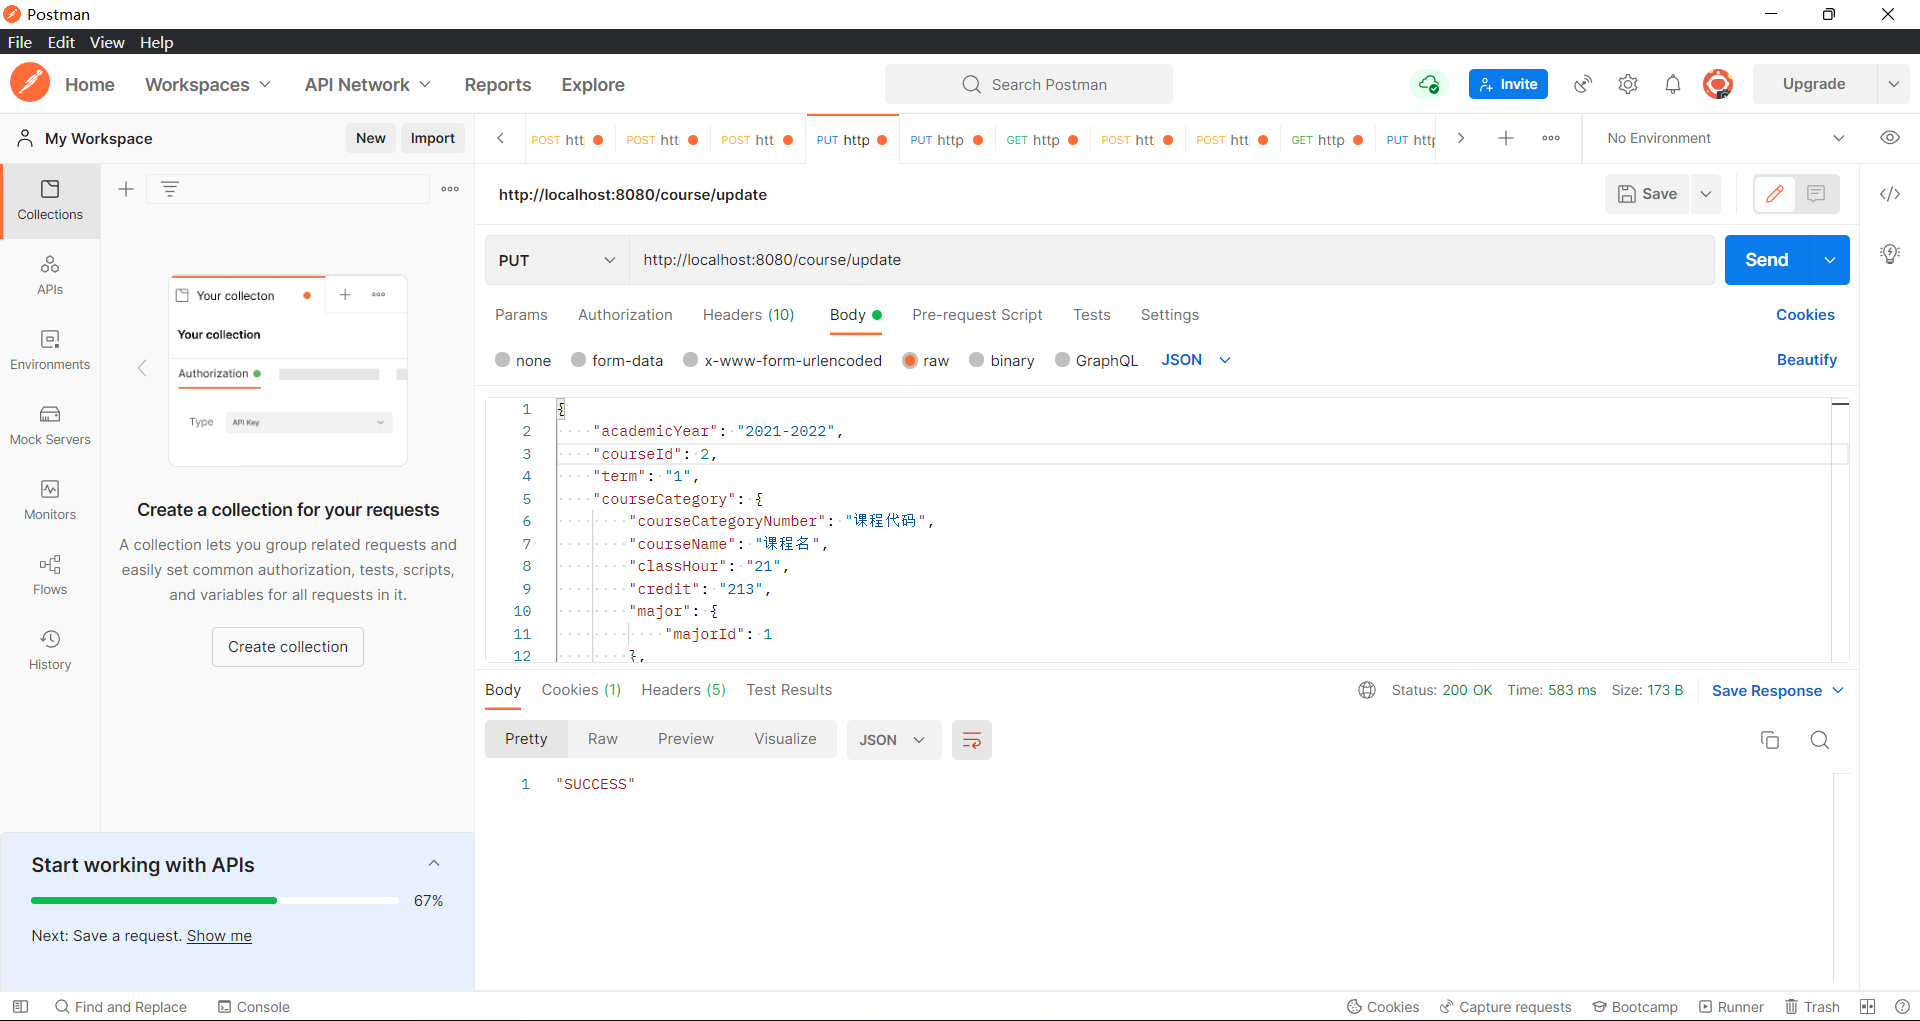 Postman
File Edit View Help
Home Workspaces API Network Reports Explore Search Postman Invite Upgrade
My Workspace New Import POST htt POST htt POST htt PUT http PUT http GET http POST htt POST htt GET http PUT http No Environment
Collections
APIs
Environments
Mock Servers
Monitors
Flows
History
Your collecton
Your collection
Authorization
Type API Key
Create a collection for your requests
A collection lets you group related requests and
easily set common authorization, tests, scripts,
and variables for all requests in it.
Create collection
Start working with APIs
67%
Next: Save a request. Show me
http://localhost:8080/course/update Save
PUT http://localhost:8080/course/update Send
Params Authorization Headers (10) Body Pre-request Script Tests Settings Cookies
none form-data x-www-form-urlencoded raw binary GraphQL JSON Beautify
1 {
2 "academicYear": "2021-2022",
3 "courseId": 2,
4 "term": "1",
5 "courseCategory": {
6 "courseCategoryNumber": "课程代码",
7 "courseName": "课程名",
8 "classHour": "21",
9 "credit": "213",
10 "major": {
11 "majorId": 1
12 },
Body Cookies (1) Headers (5) Test Results Status: 200 OK Time: 583 ms Size: 173 B Save Response
Pretty Raw Preview Visualize JSON
1 "SUCCESS"
Find and Replace Console Cookies Capture requests Bootcamp Runner Trash